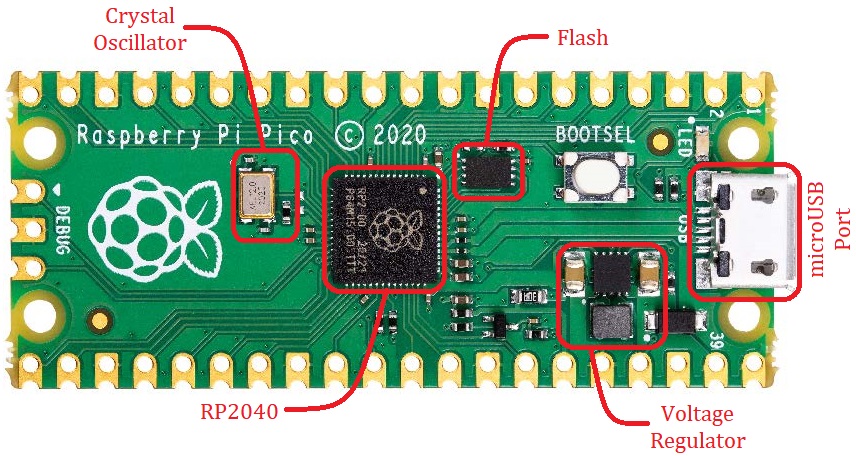 Crystal
Oscillator
Flash
Raspberry Pi Pico © 2020
BOOTSEL
LED
2
1
DEBUG
USB
microUSB
Port
39
RP2040
Voltage
Regulator